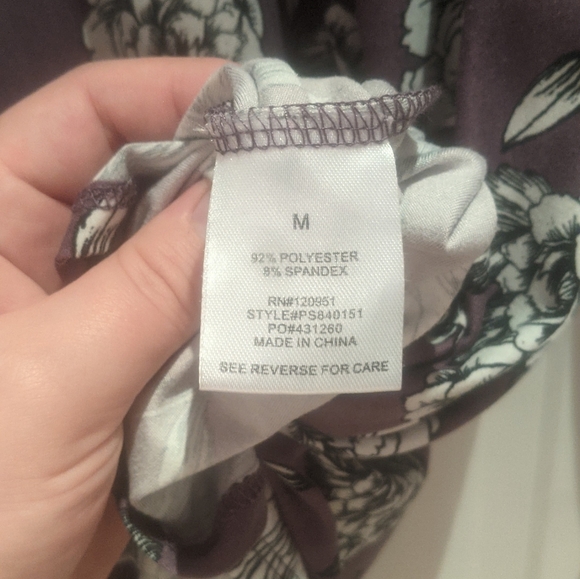 M
92% POLYESTER
8% SPANDEX
RN#120951
STYLE#PS840151
PO#431260
MADE IN CHINA
SEE REVERSE FOR CARE